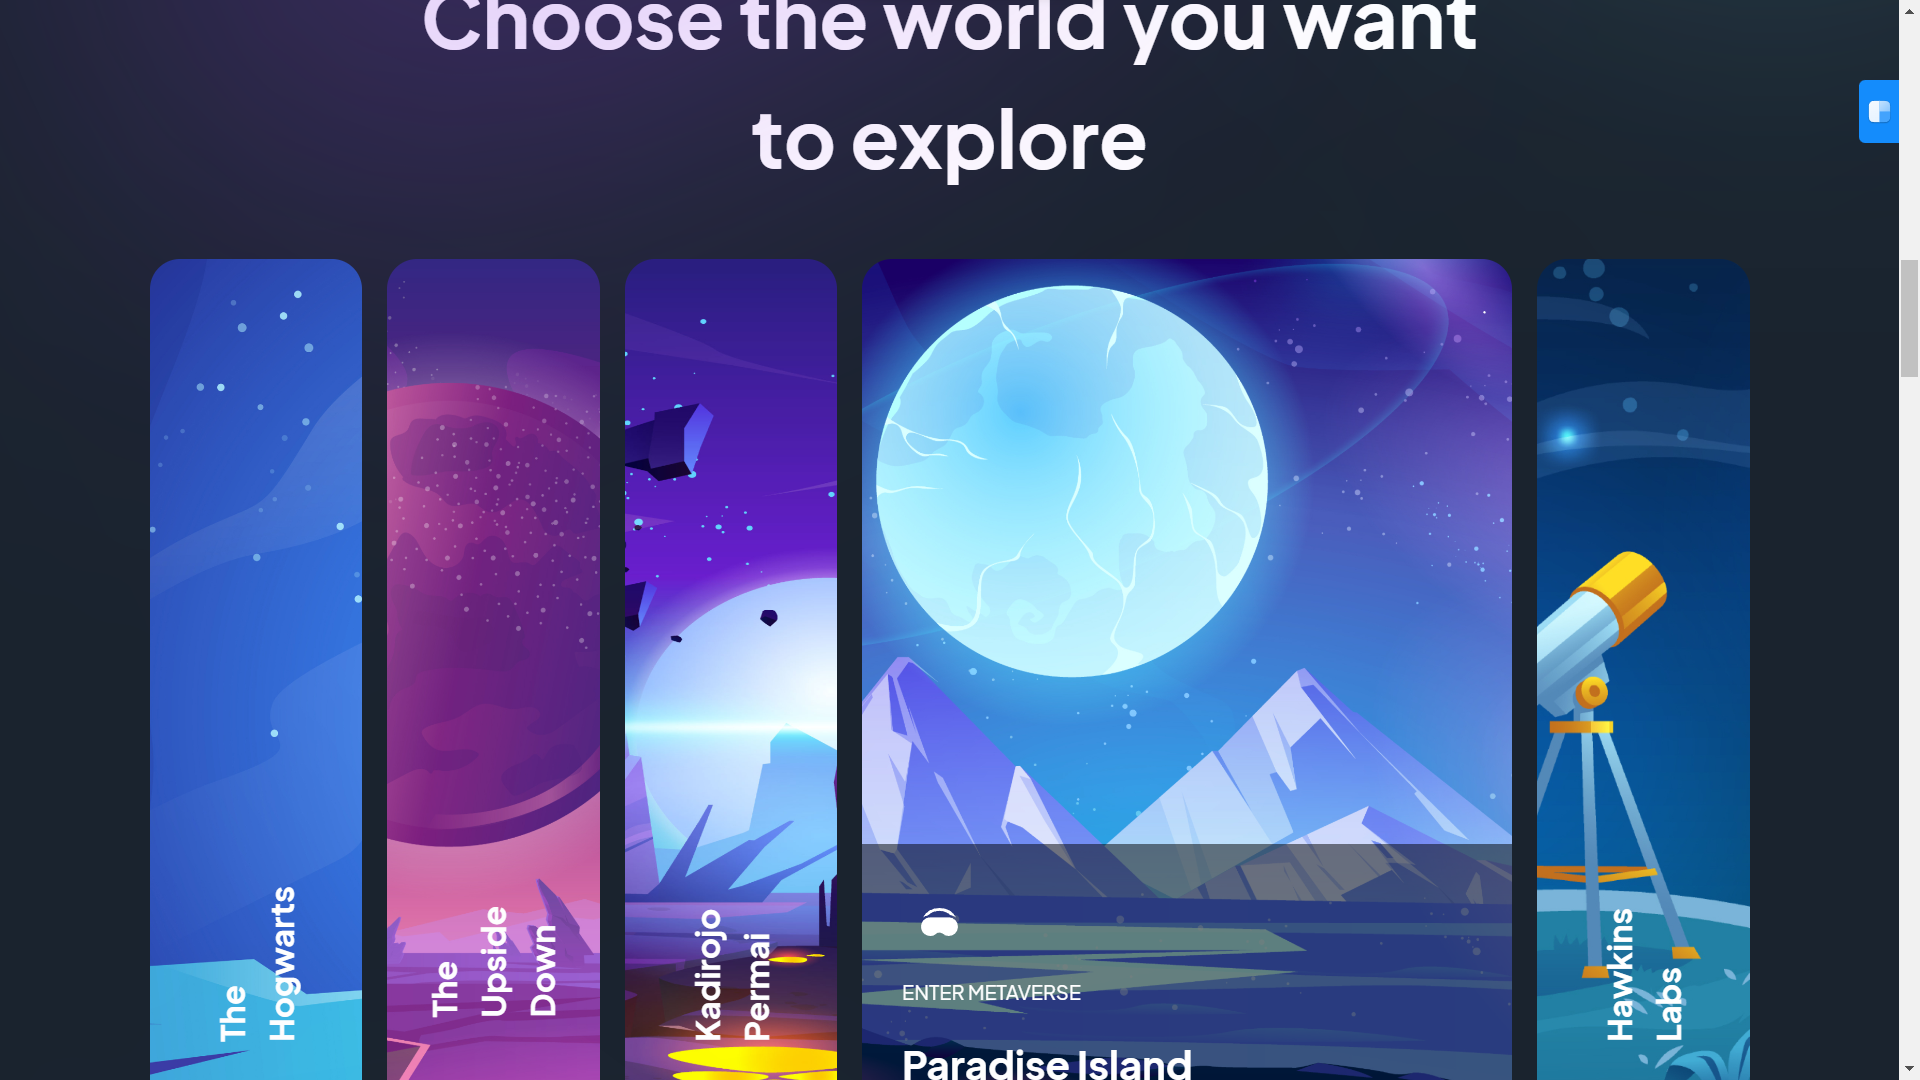 Choose the world you want
to explore
The
Hogwarts
The
Upside
Down
Kadirojo
Permai
ENTER METAVERSE
Paradise Island
Hawkins
Labs